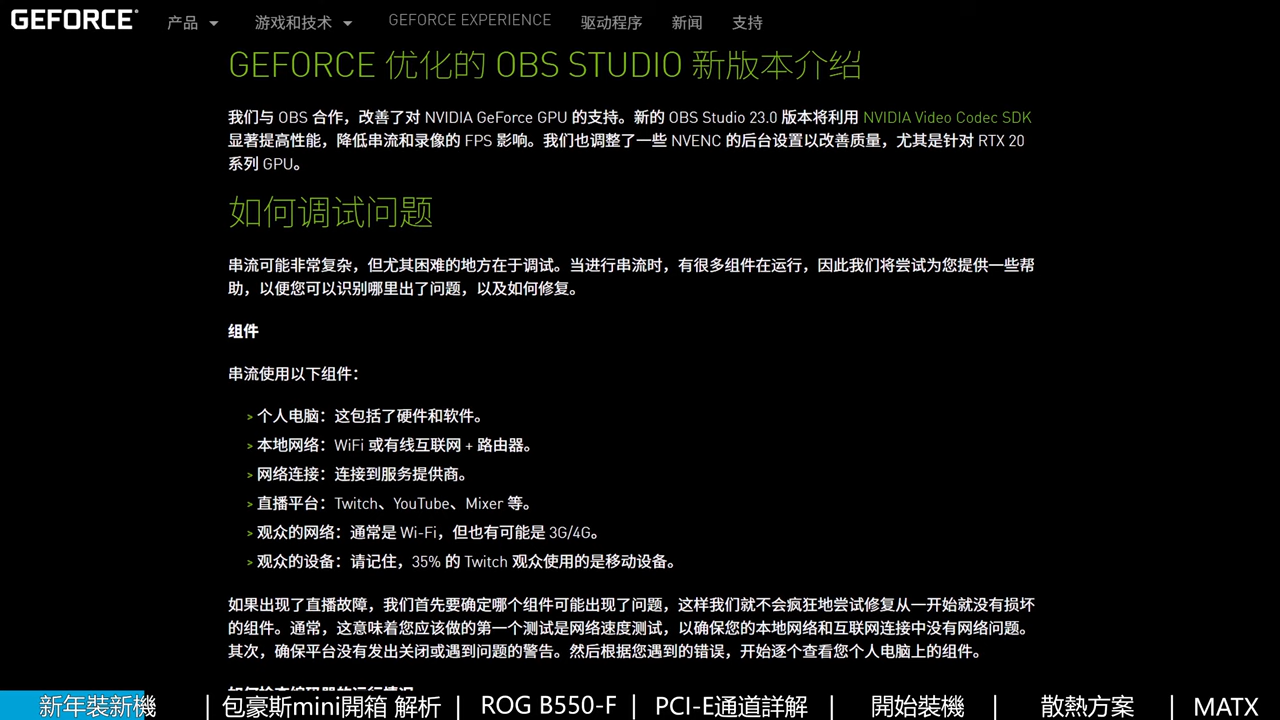 GEFORCE 产品 游戏和技术 GEFORCE EXPERIENCE 驱动程序 新闻 支持
GEFORCE 优化的 OBS STUDIO 新版本介绍
我们与 OBS 合作，改善了对 NVIDIA GeForce GPU 的支持。新的 OBS Studio 23.0 版本将利用 NVIDIA Video Codec SDK
显著提高性能，降低串流和录像的 FPS 影响。我们也调整了一些 NVENC 的后台设置以改善质量，尤其是针对 RTX 20
系列 GPU。
如何调试问题
串流可能非常复杂，但尤其困难的地方在于调试。当进行串流时，有很多组件在运行，因此我们将尝试为您提供一些帮
助，以便您可以识别哪里出了问题，以及如何修复。
组件
串流使用以下组件：
> 个人电脑：这包括了硬件和软件。
> 本地网络：WiFi 或有线互联网 + 路由器。
> 网络连接：连接到服务提供商。
> 直播平台：Twitch、YouTube、Mixer 等。
> 观众的网络：通常是 Wi-Fi，但也有可能是 3G/4G。
> 观众的设备：请记住，35% 的 Twitch 观众使用的是移动设备。
如果出现了直播故障，我们首先要确定哪个组件可能出现了问题，这样我们就不会疯狂地尝试修复从一开始就没有损坏
的组件。通常，这意味着您应该做的第一个测试是网络速度测试，以确保您的本地网络和互联网连接中没有网络问题。
其次，确保平台没有发出关闭或遇到问题的警告。然后根据您遇到的错误，开始逐个查看您个人电脑上的组件。
新年裝新機 | 包豪斯mini開箱 解析 | ROG B550-F | PCI-E通道詳解 | 開始裝機 | 散熱方案 | MATX